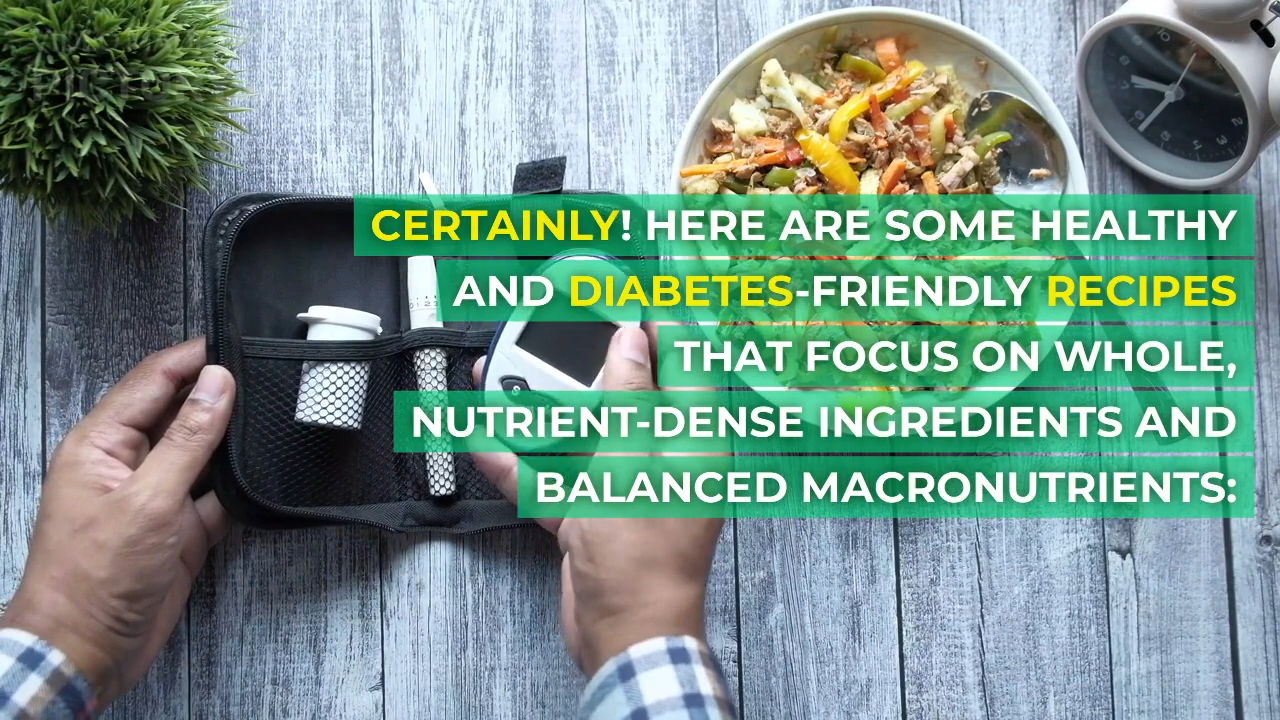 CERTAINLY! HERE ARE SOME HEALTHY
AND DIABETES-FRIENDLY RECIPES
THAT FOCUS ON WHOLE,
NUTRIENT-DENSE INGREDIENTS AND
BALANCED MACRONUTRIENTS: